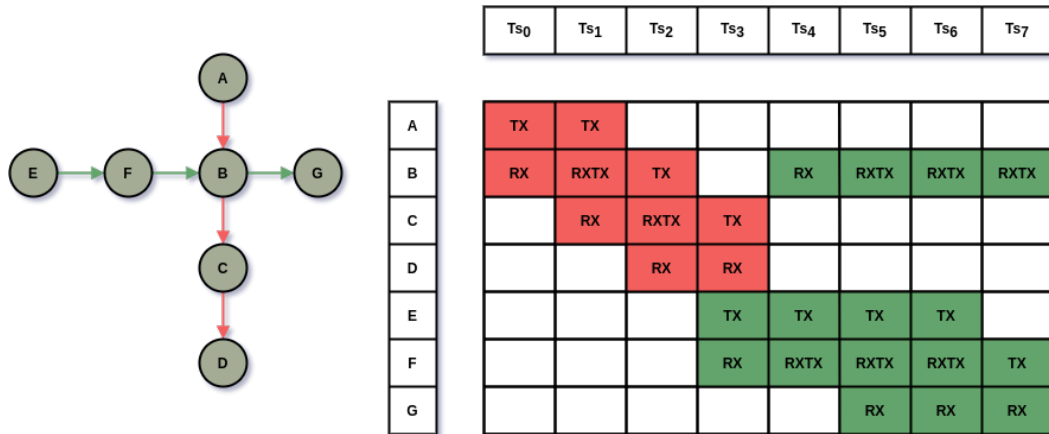 Ts0 Ts1 Ts2 Ts3 Ts4 Ts5 Ts6 Ts7
A
E F B G
C
D
A TX TX
B RX RXTX TX RX RXTX RXTX RXTX
C RX RXTX TX
D RX RX
E TX TX TX TX
F RX RXTX RXTX RXTX TX
G RX RX RX